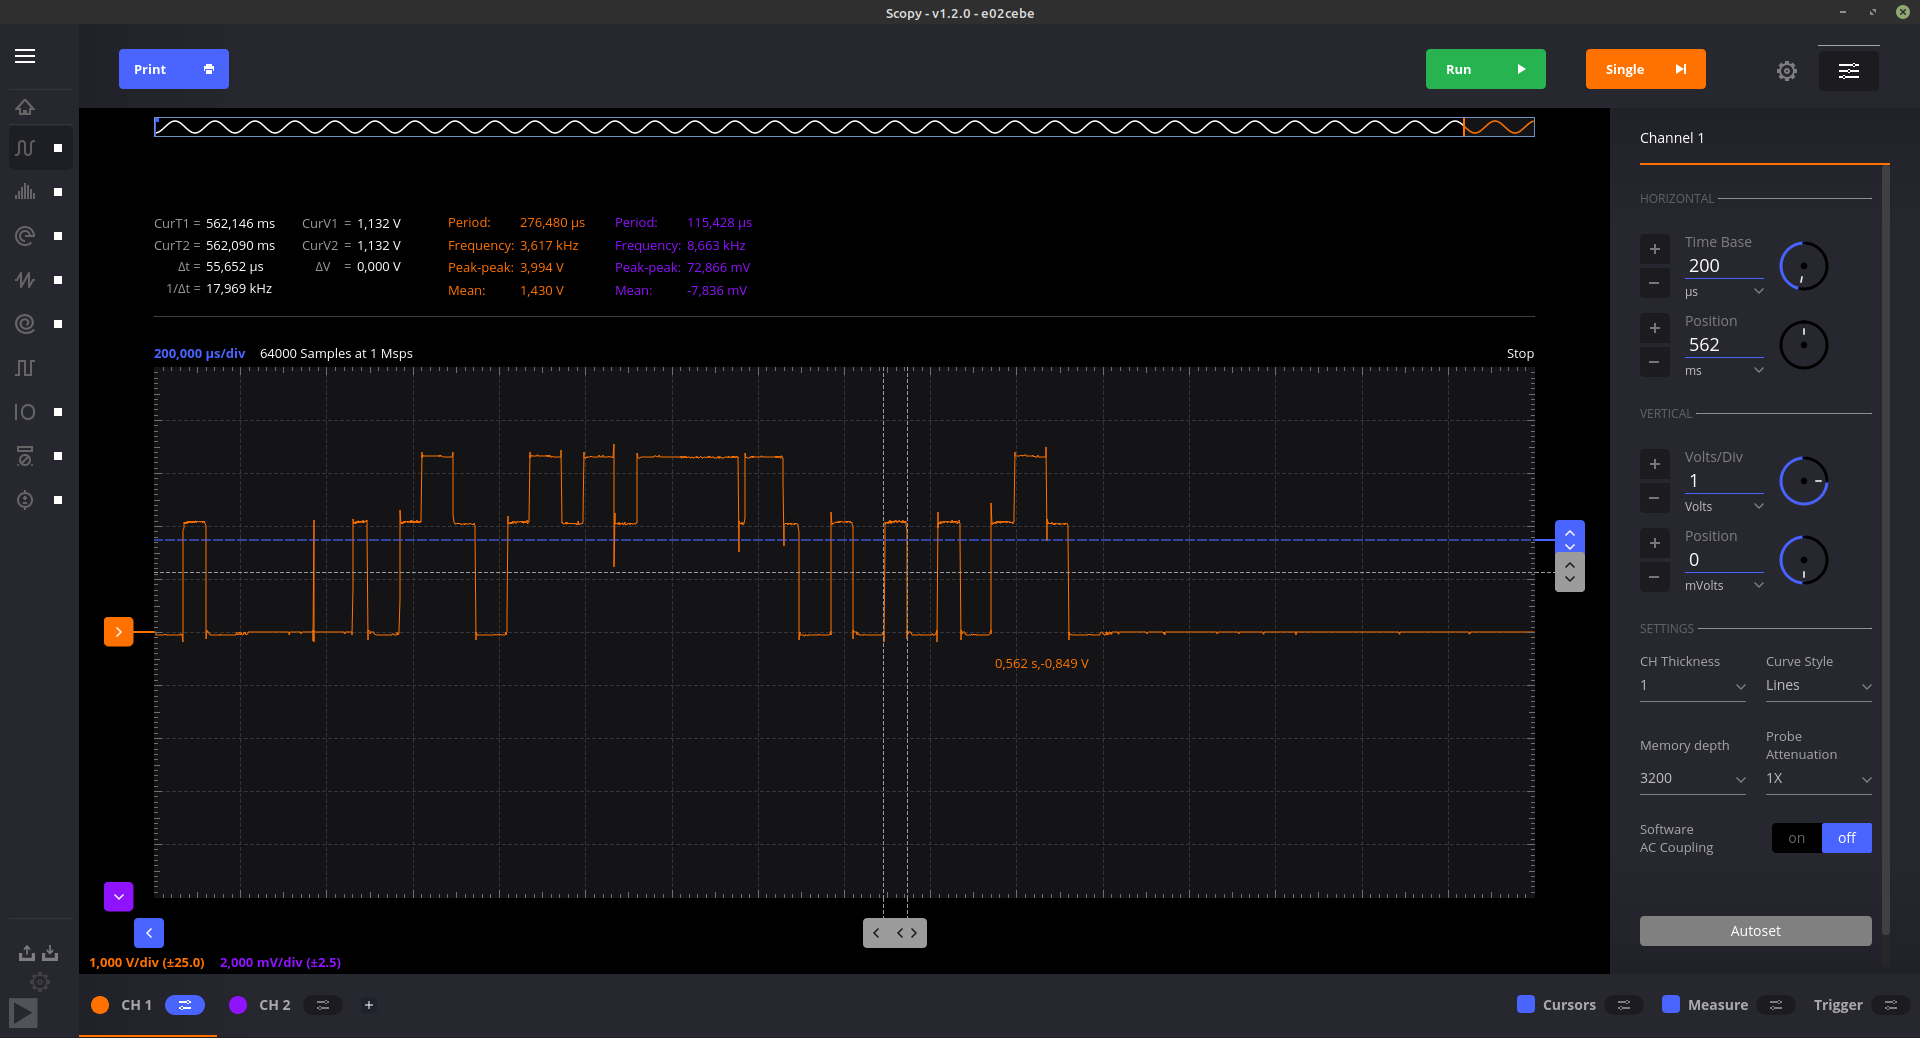 Scopy - v1.2.0 - e02cebe
Print
Run
Single
Channel 1
HORIZONTAL
CurT1 = 562,146 ms CurV1 = 1,132 V Period: 276,480 µs Period: 115,428 µs
CurT2 = 562,090 ms CurV2 = 1,132 V Frequency: 3,617 kHz Frequency: 8,663 kHz
Δt = 55,652 µs ΔV = 0,000 V Peak-peak: 3,994 V Peak-peak: 72,866 mV
1/Δt = 17,969 kHz Mean: 1,430 V Mean: -7,836 mV
+ Time Base
200
− µs
200,000 µs/div 64000 Samples at 1 Msps Stop
+ Position
562
− ms
VERTICAL
+ Volts/Div
1
− Volts
+ Position
0
− mVolts
SETTINGS
0,562 s,-0,849 V
CH Thickness Curve Style
1 Lines
Memory depth Probe Attenuation
3200 1X
Software AC Coupling on off
Autoset
1,000 V/div (±25.0) 2,000 mV/div (±2.5)
CH 1 CH 2 + Cursors Measure Trigger